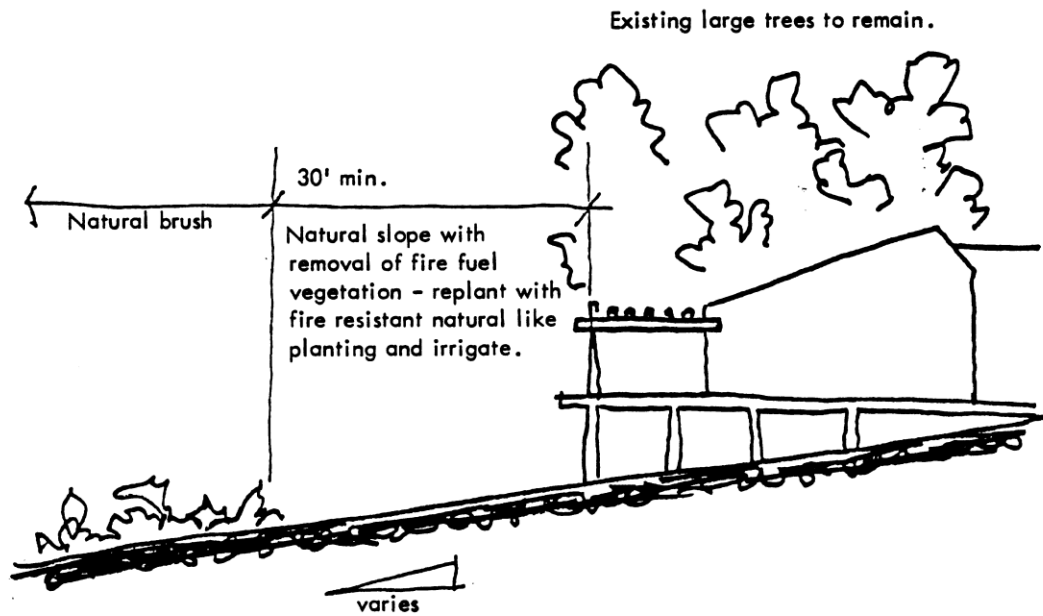 Existing large trees to remain.
30' min.
Natural brush
Natural slope with
removal of fire fuel
vegetation - replant with
fire resistant natural like
planting and irrigate.
varies